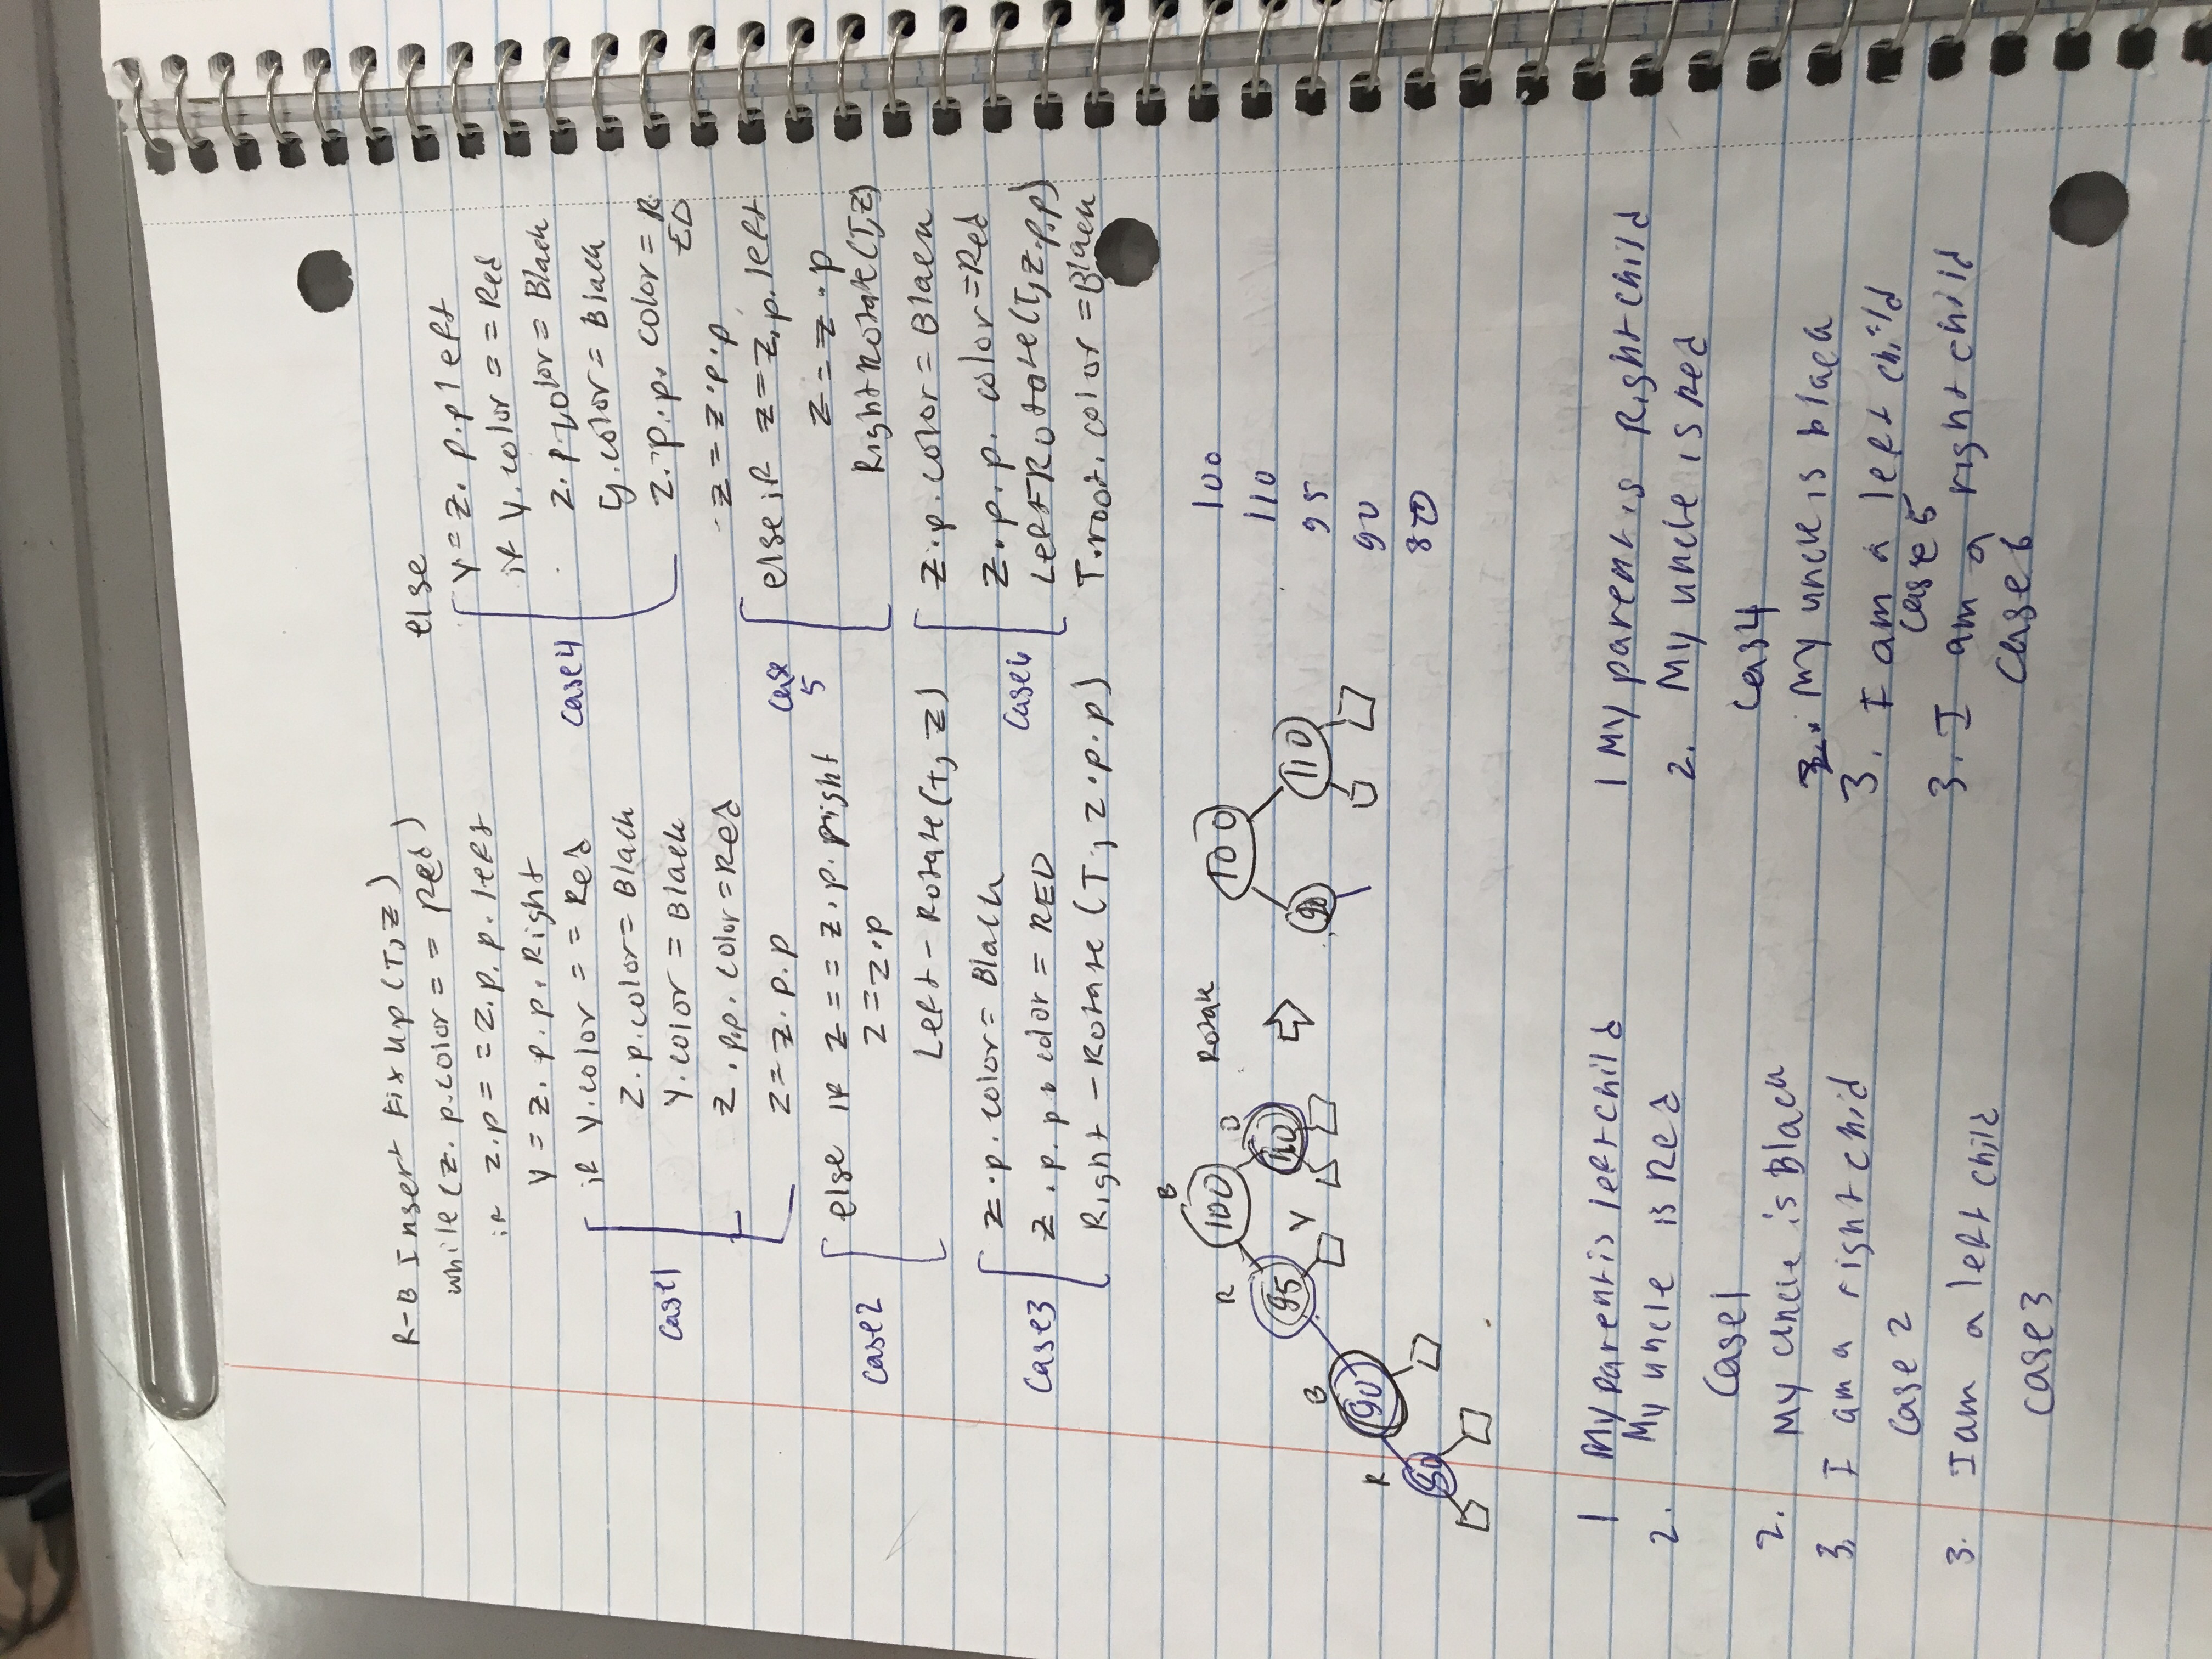 R-B Insert Fix Up (T, Z)
while (Z. p.color = = Red)
if Z.p = = Z. p. p. left
Y = Z. p. p. Right
if Y.color = = Red
Z.p.color = Black
Y.color = Black
Z . p.p. color = Red
Z = Z. p. p
Case1
else if Z = = Z. p. right
Z = Z.p
Left - Rotate (T, Z)
Case2
Z .p. color = Black
Z . p. p. color = RED
Right - Rotate (T, Z.p.p)
Case3
else
Y = Z. p. p left
if Y.color = = Red
Z. p. color = Black
y.color = Black
Z. p. p. color = R
ED
Z = Z.p.p
Case4
else if Z = Z. p. left
Z = Z . p
Right Rotate (T, Z)
Case
5
Z.p. color = Black
Z. p. p. color = Red
Left Rotate (T, Z.p.p)
Case6
T.root. color = Black
B
100
R
95
110
Y
B
90
R
80
Rotate
100
90
110
100
110
95
90
80
1 My parent is left child
2. My uncle is Red
Case1
2. My uncle is Black
3. I am a right chid
Case 2
3. I am a left child
Case3
1 My parent is Right child
2. My uncle is Red
Cas4
2. My uncle is black
3. I am a left child
Case 5
3. I am a right child
Case6